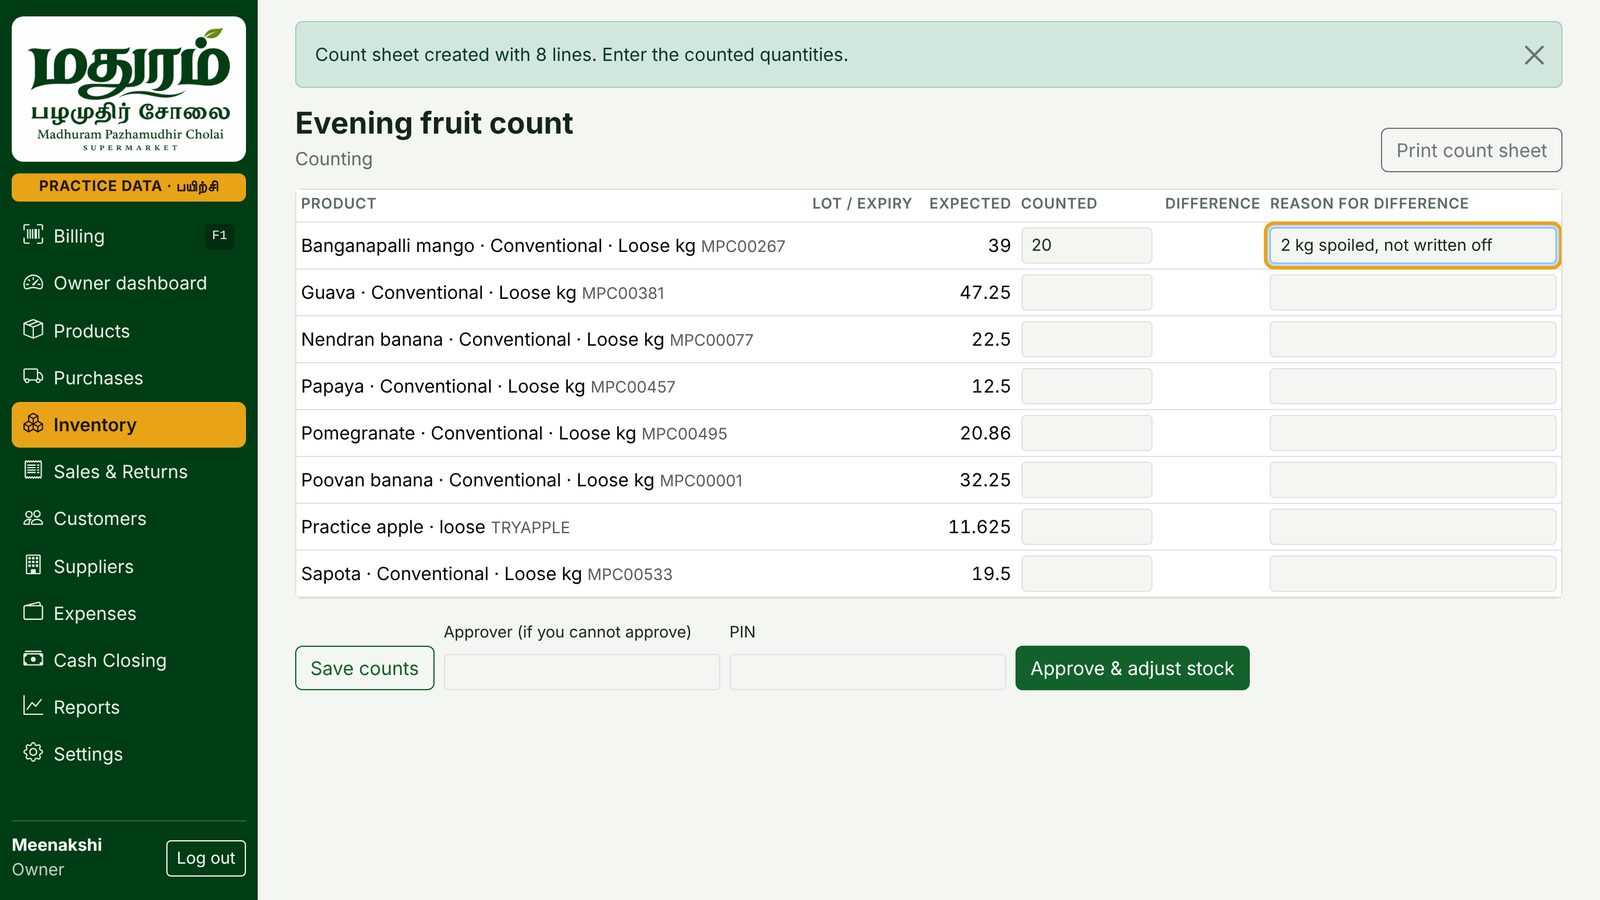 மதுரம்
பழமுதிர் சோலை
Madhuram Pazhamudhir Cholai
SUPERMARKET
PRACTICE DATA · பயிற்சி
Billing F1
Owner dashboard
Products
Purchases
Inventory
Sales & Returns
Customers
Suppliers
Expenses
Cash Closing
Reports
Settings
Meenakshi
Owner
Log out
Count sheet created with 8 lines. Enter the counted quantities.
Evening fruit count
Counting
Print count sheet
PRODUCT LOT / EXPIRY EXPECTED COUNTED DIFFERENCE REASON FOR DIFFERENCE
Banganapalli mango · Conventional · Loose kg MPC00267 39 20 2 kg spoiled, not written off
Guava · Conventional · Loose kg MPC00381 47.25
Nendran banana · Conventional · Loose kg MPC00077 22.5
Papaya · Conventional · Loose kg MPC00457 12.5
Pomegranate · Conventional · Loose kg MPC00495 20.86
Poovan banana · Conventional · Loose kg MPC00001 32.25
Practice apple · loose TRYAPPLE 11.625
Sapota · Conventional · Loose kg MPC00533 19.5
Approver (if you cannot approve) PIN
Save counts Approve & adjust stock